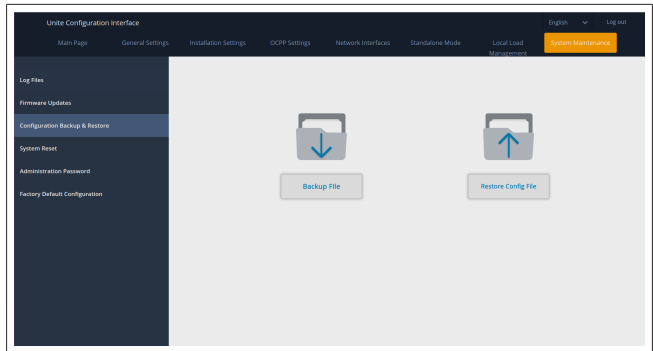 Unite Configuration Interface
English
Log out
Main Page
General Settings
Installation Settings
OCPP Settings
Network Interfaces
Standalone Mode
Local Load
Management
System Maintenance
Log Files
Firmware Updates
Configuration Backup & Restore
System Reset
Administration Password
Factory Default Configuration
Backup File
Restore Config File